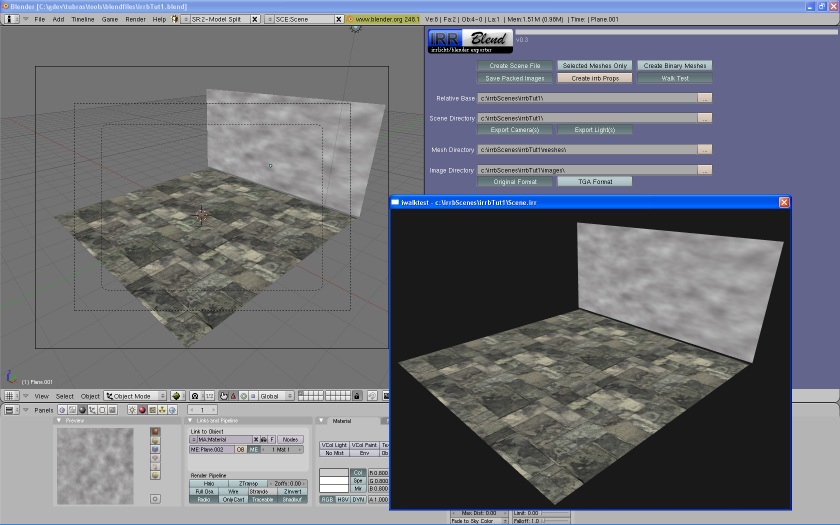 Blender [C:\gdev\tubras\tools\blendfiles\irrbTut1.blend]
File Add Timeline Game Render Help
SR:2-Model Split
SCE:Scene
www.blender.org 246.1
Ve:8 | Fa:2 | Ob:4-0 | La:1 | Mem:1.51M (0.96M) | Time: | Plane.001
IRR Blend v0.3
irrlicht/blender exporter
Create Scene File Selected Meshes Only Create Binary Meshes
Save Packed Images Create irrb Props Walk Test
Relative Base c:\irrbScenes\irrbTut1\ ...
Scene Directory c:\irrbScenes\irrbTut1\ ...
Export Camera(s) Export Light(s)
Mesh Directory c:\irrbScenes\irrbTut1\meshes\ ...
Image Directory c:\irrbScenes\irrbTut1\images\ ...
Original Format TGA Format
iwalktest - c:\irrbScenes\irrbTut1\Scene.irr
(1) Plane.001
View Select Object Object Mode Global
Panels 1
Preview
Links and Pipeline
Link to Object
MA:Material F Nodes
ME:Plane.002 OB ME 1 Mat 1
Render Pipeline
Halo ZTransp Zoffs: 0.00
Full Osa Wire Strands ZInvert
Radio OnlyCast Traceable Shadbuf
Material
VCol Light VCol Paint
No Mist Env
Col R 0.800
Spe G 0.800
Mir B 0.800
RGB HSV DYN A 1.000
Max Dist: 0.00 Limit: 0.00
Fade to Sky Color Falloff: 1.0